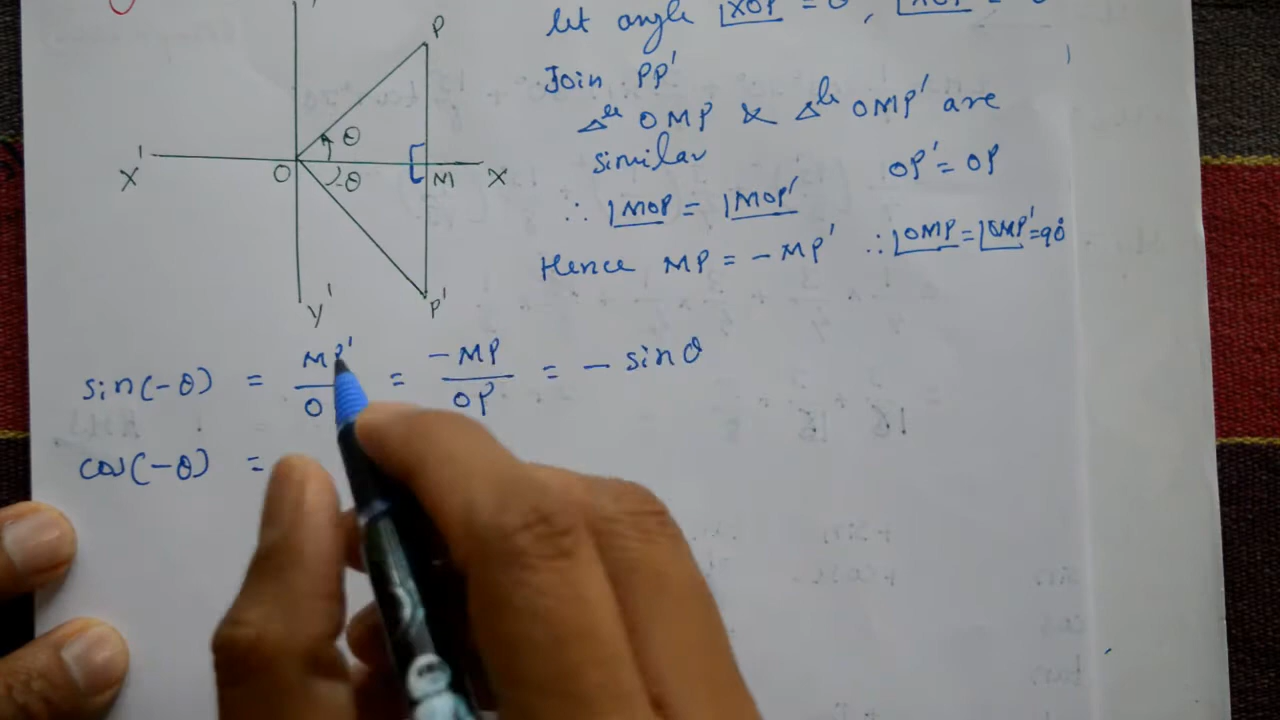 let angle ∠XOP = θ,
Join PP'
Δle OMP & Δle OMP' are
similar
OP' = OP
∴ ∠MOP = ∠MOP'
Hence MP = - MP' ∴ ∠OMP = ∠OMP' = 90°
P
θ
X' O -θ M X
Y' P'
sin(-θ) = MP'/O = -MP/OP = - sinθ
cos(-θ) =